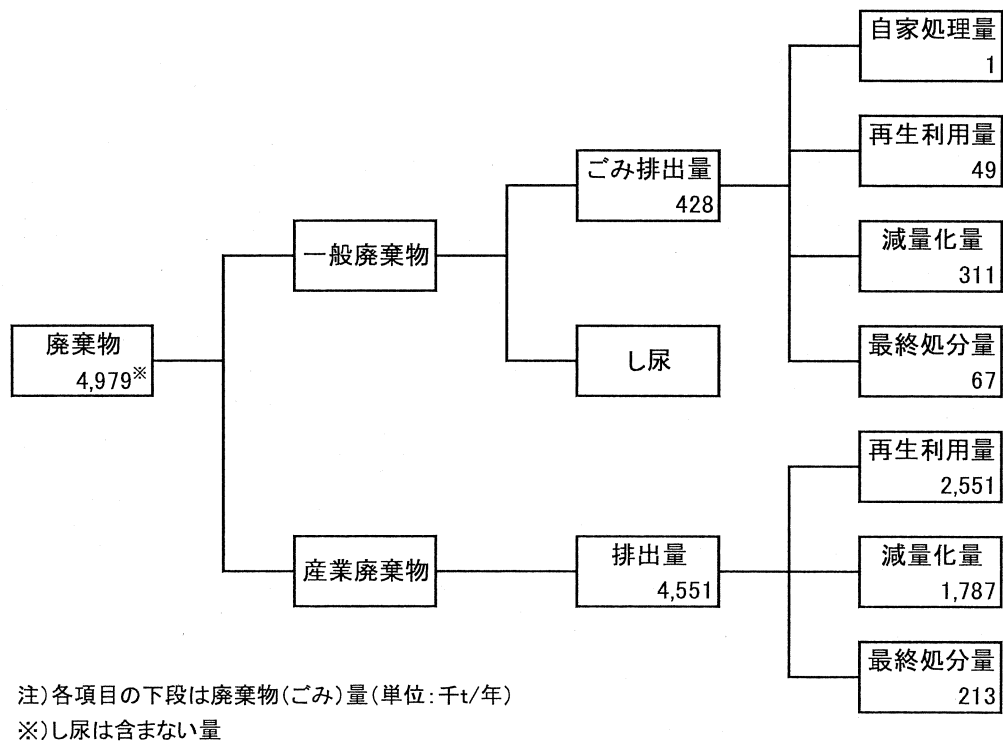 自家処理量
1
再生利用量
49
ごみ排出量
428
減量化量
311
一般廃棄物
最終処分量
67
し尿
廃棄物
4,979※
再生利用量
2,551
産業廃棄物
排出量
4,551
減量化量
1,787
最終処分量
213
注)各項目の下段は廃棄物(ごみ)量(単位:千t/年)
※)し尿は含まない量